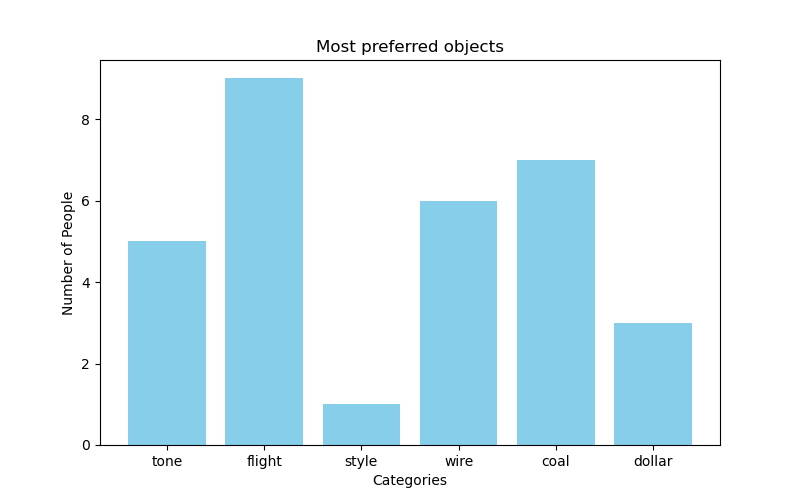 Most preferred objects
Number of People
8
6
4
2
0
tone flight style wire coal dollar
Categories